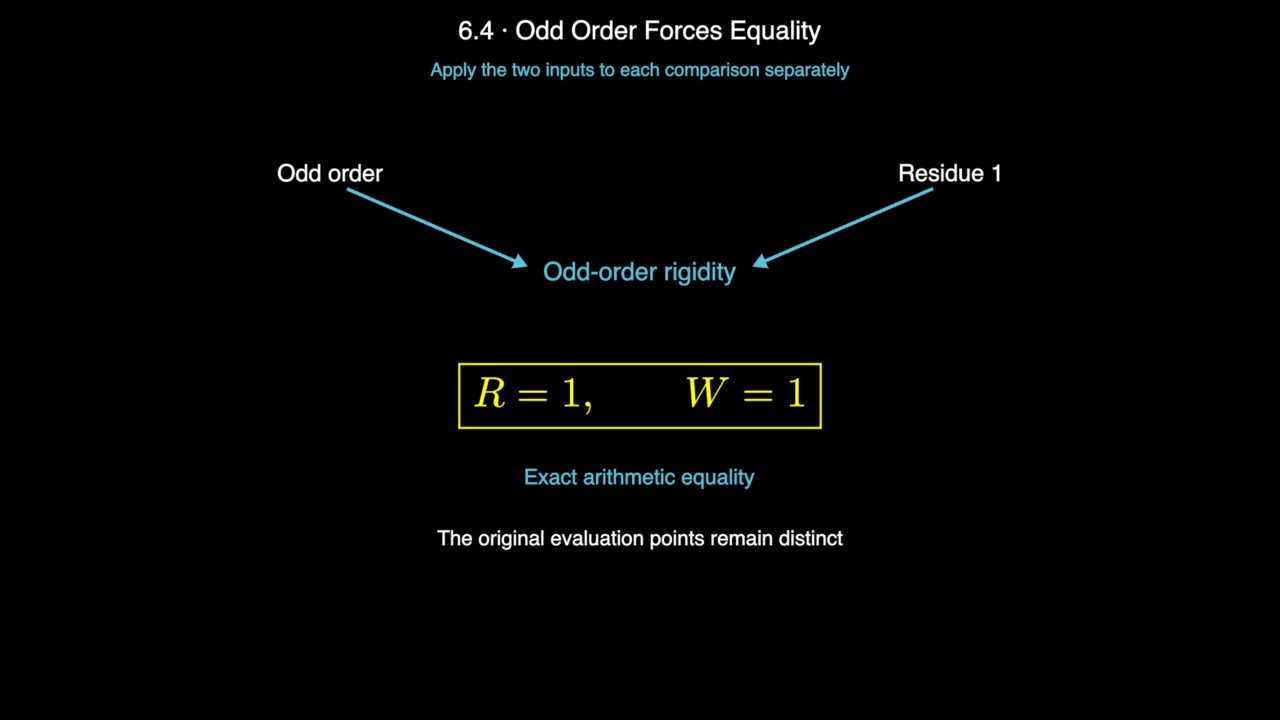 6.4 · Odd Order Forces Equality
Apply the two inputs to each comparison separately
Odd order
Residue 1
Odd-order rigidity
R = 1, W = 1
Exact arithmetic equality
The original evaluation points remain distinct